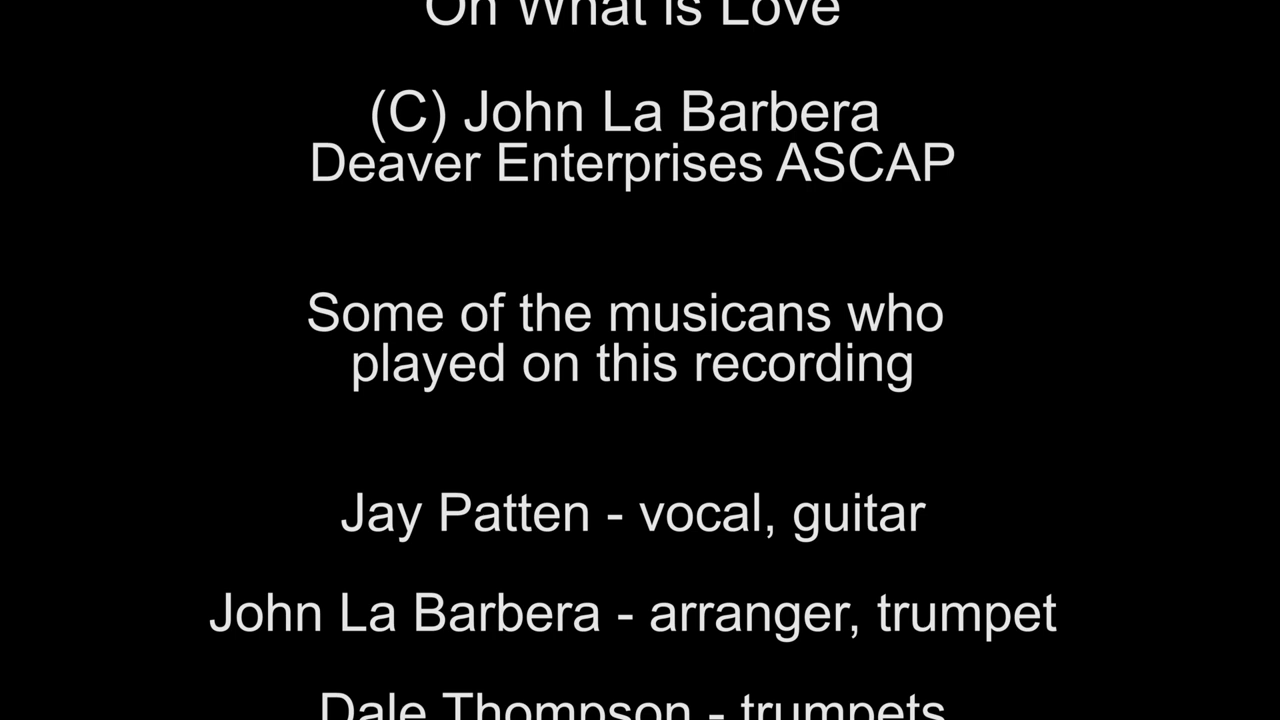 On What Is Love
(C) John La Barbera
Deaver Enterprises ASCAP
Some of the musicans who
played on this recording
Jay Patten - vocal, guitar
John La Barbera - arranger, trumpet
Dale Thompson - trumpets